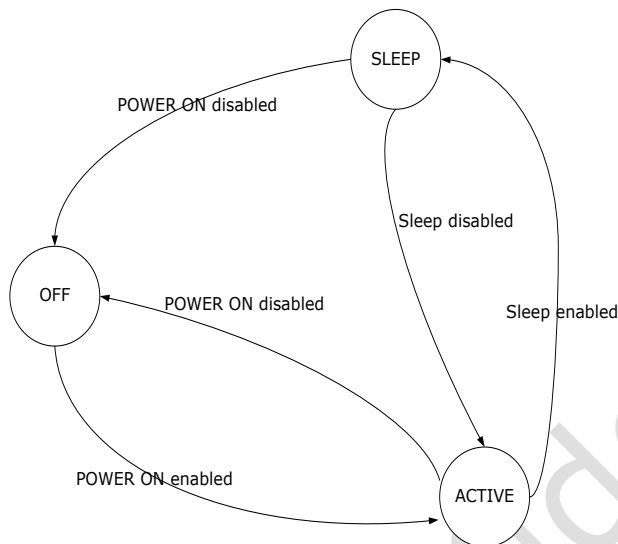 SLEEP
POWER ON disabled
Sleep disabled
OFF
POWER ON disabled
Sleep enabled
POWER ON enabled
ACTIVE